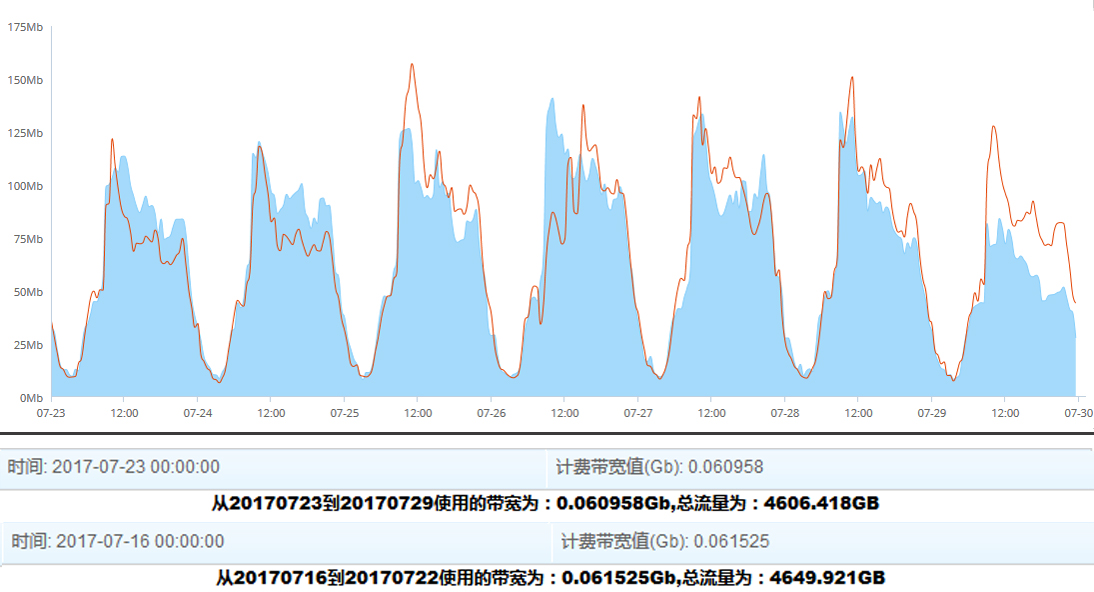 175Mb
150Mb
125Mb
100Mb
75Mb
50Mb
25Mb
0Mb
07-23 12:00 07-24 12:00 07-25 12:00 07-26 12:00 07-27 12:00 07-28 12:00 07-29 12:00 07-30
时间: 2017-07-23 00:00:00 计费带宽值(Gb): 0.060958
从20170723到20170729使用的带宽为：0.060958Gb,总流量为：4606.418GB
时间: 2017-07-16 00:00:00 计费带宽值(Gb): 0.061525
从20170716到20170722使用的带宽为：0.061525Gb,总流量为：4649.921GB